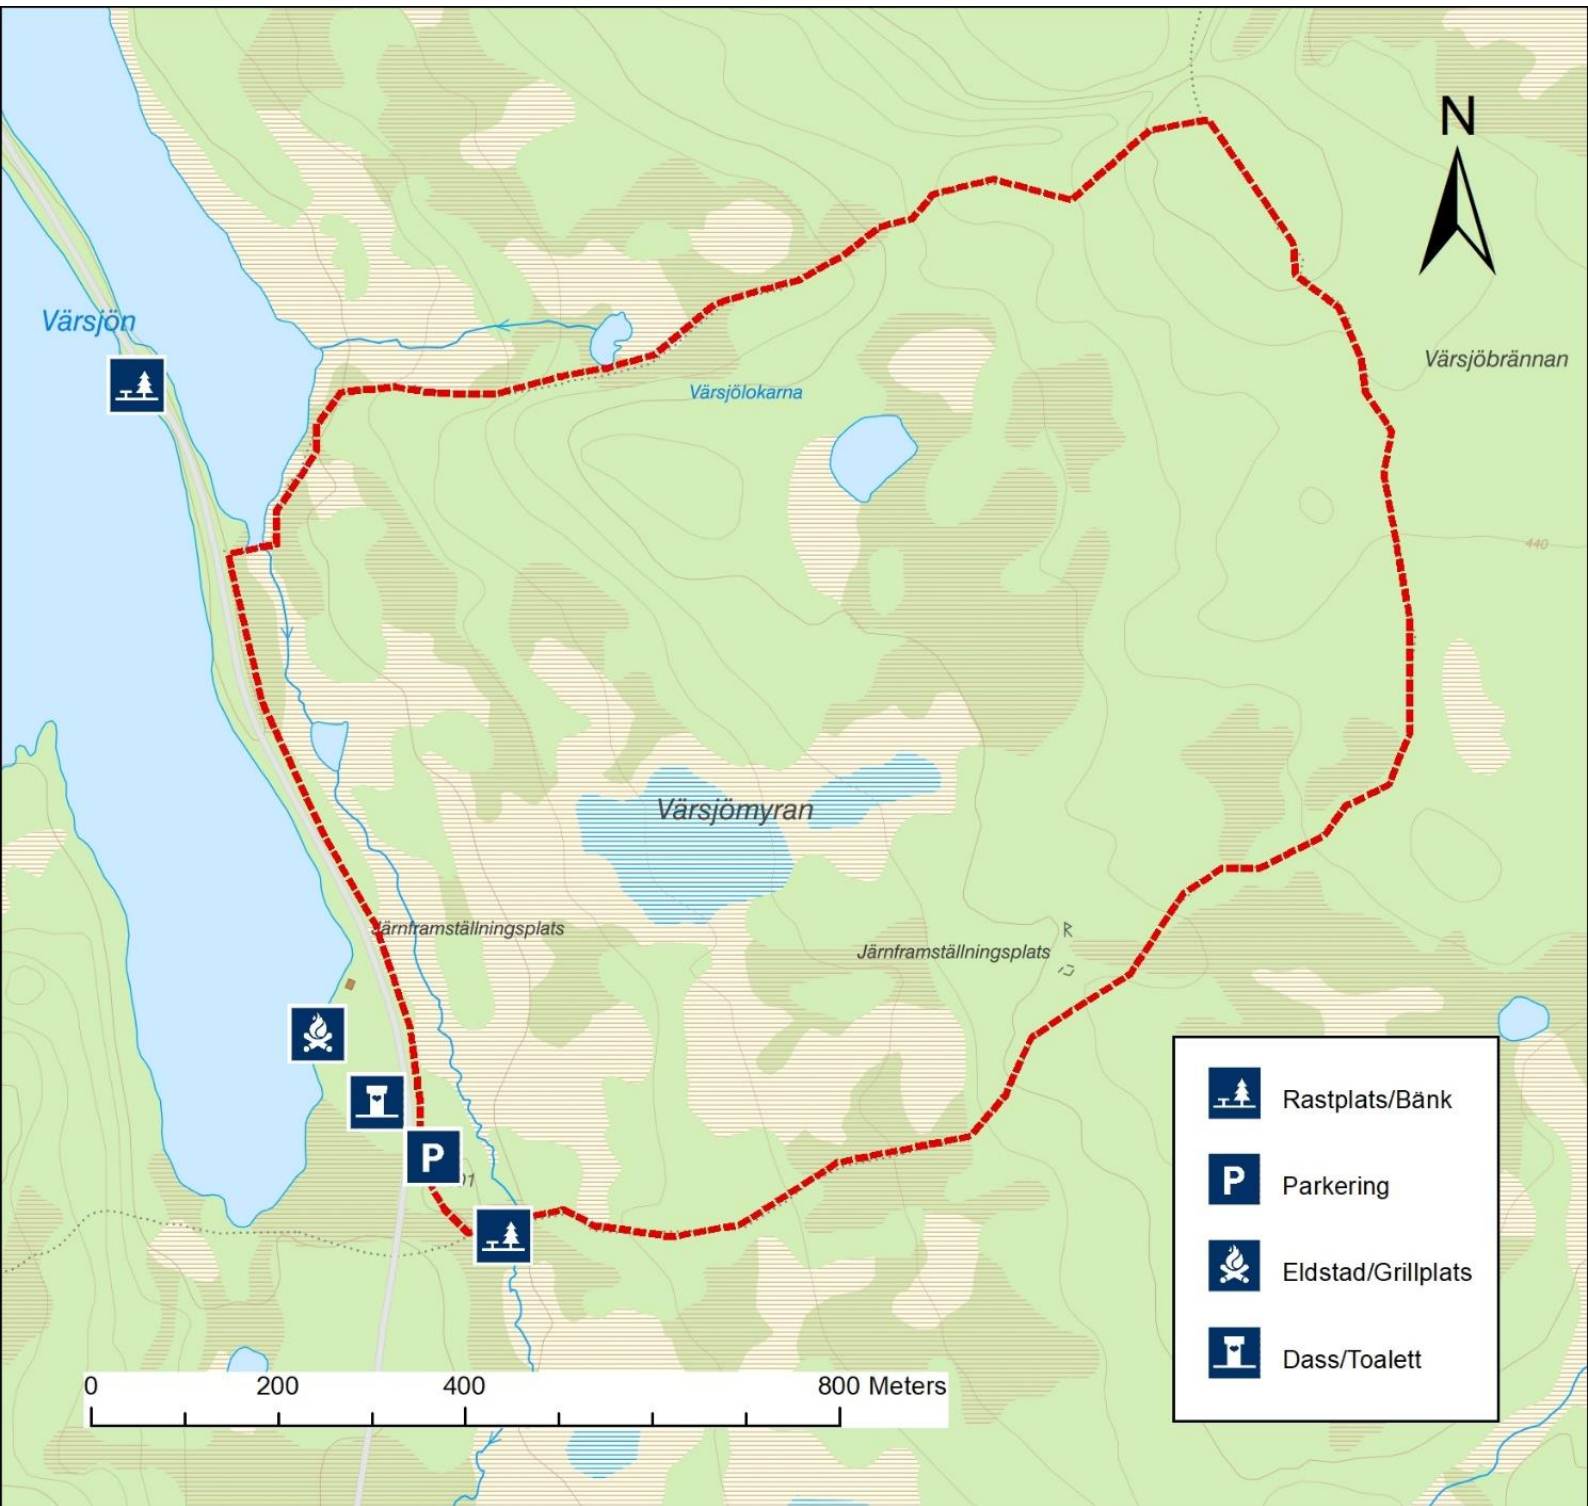 N
Värsjön
Värsjöbrännan
Värsjölokarna
440
Värsjömyran
Järnframställningsplats
Järnframställningsplats
R
P
01
Rastplats/Bänk
P Parkering
Eldstad/Grillplats
Dass/Toalett
0 200 400 800 Meters